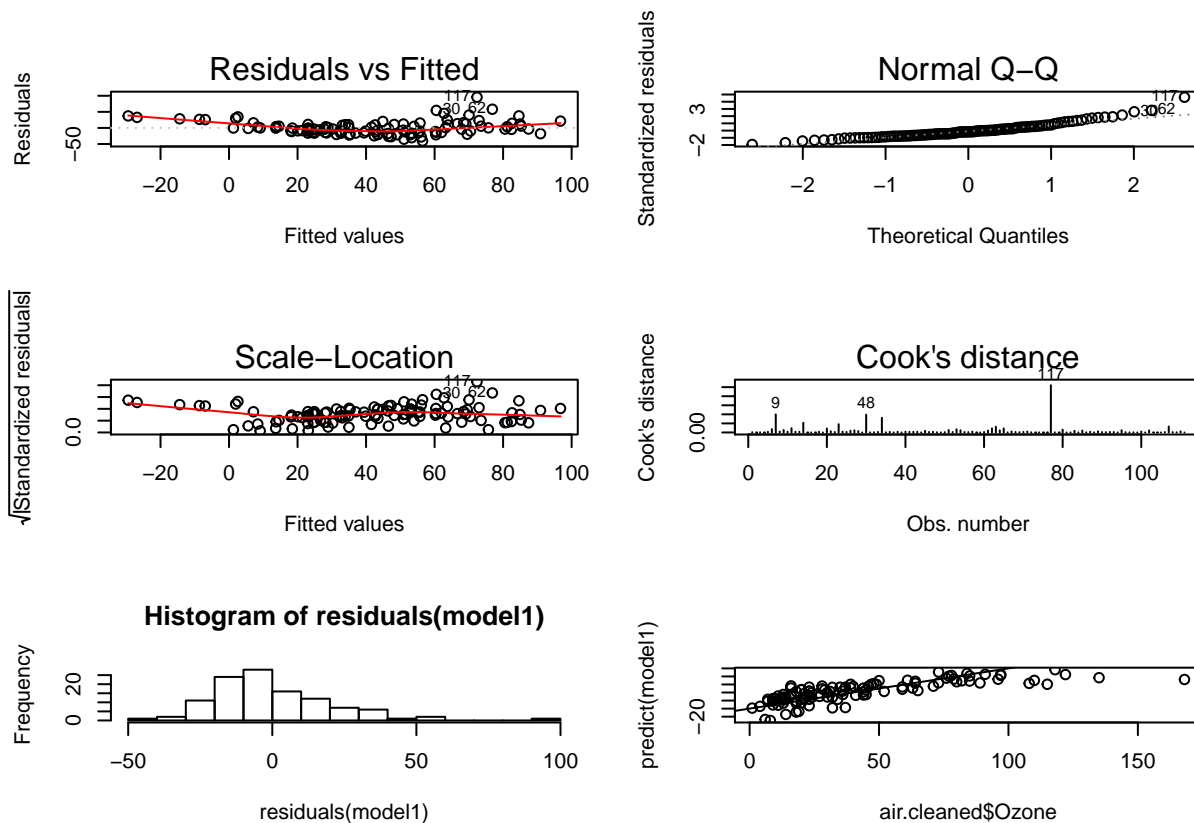 Residuals vs Fitted
Residuals
−50
117
30 62
−20 0 20 40 60 80 100
Fitted values
Normal Q−Q
Standardized residuals
−2 3
117
30 62
−2 −1 0 1 2
Theoretical Quantiles
Scale−Location
√|Standardized residuals|
0.0
117
30 62
−20 0 20 40 60 80 100
Fitted values
Cook's distance
Cook's distance
0.00
117
9 48
0 20 40 60 80 100
Obs. number
Histogram of residuals(model1)
Frequency
0 20
−50 0 50 100
residuals(model1)
predict(model1)
−20
0 50 100 150
air.cleaned$Ozone